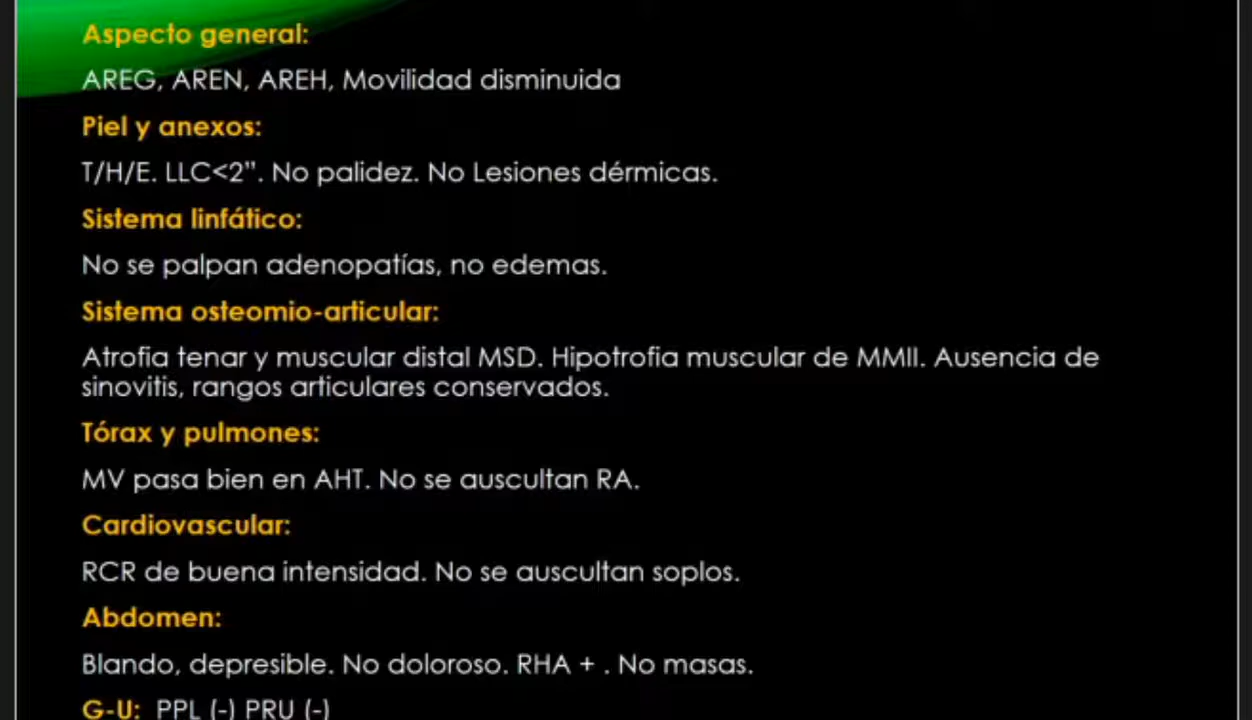 Aspecto general:
AREG, AREN, AREH, Movilidad disminuida
Piel y anexos:
T/H/E. LLC<2”. No palidez. No Lesiones dérmicas.
Sistema linfático:
No se palpan adenopatías, no edemas.
Sistema osteomio-articular:
Atrofia tenar y muscular distal MSD. Hipotrofia muscular de MMII. Ausencia de
sinovitis, rangos articulares conservados.
Tórax y pulmones:
MV pasa bien en AHT. No se auscultan RA.
Cardiovascular:
RCR de buena intensidad. No se auscultan soplos.
Abdomen:
Blando, depresible. No doloroso. RHA + . No masas.
G-U: PPL (-) PRU (-)